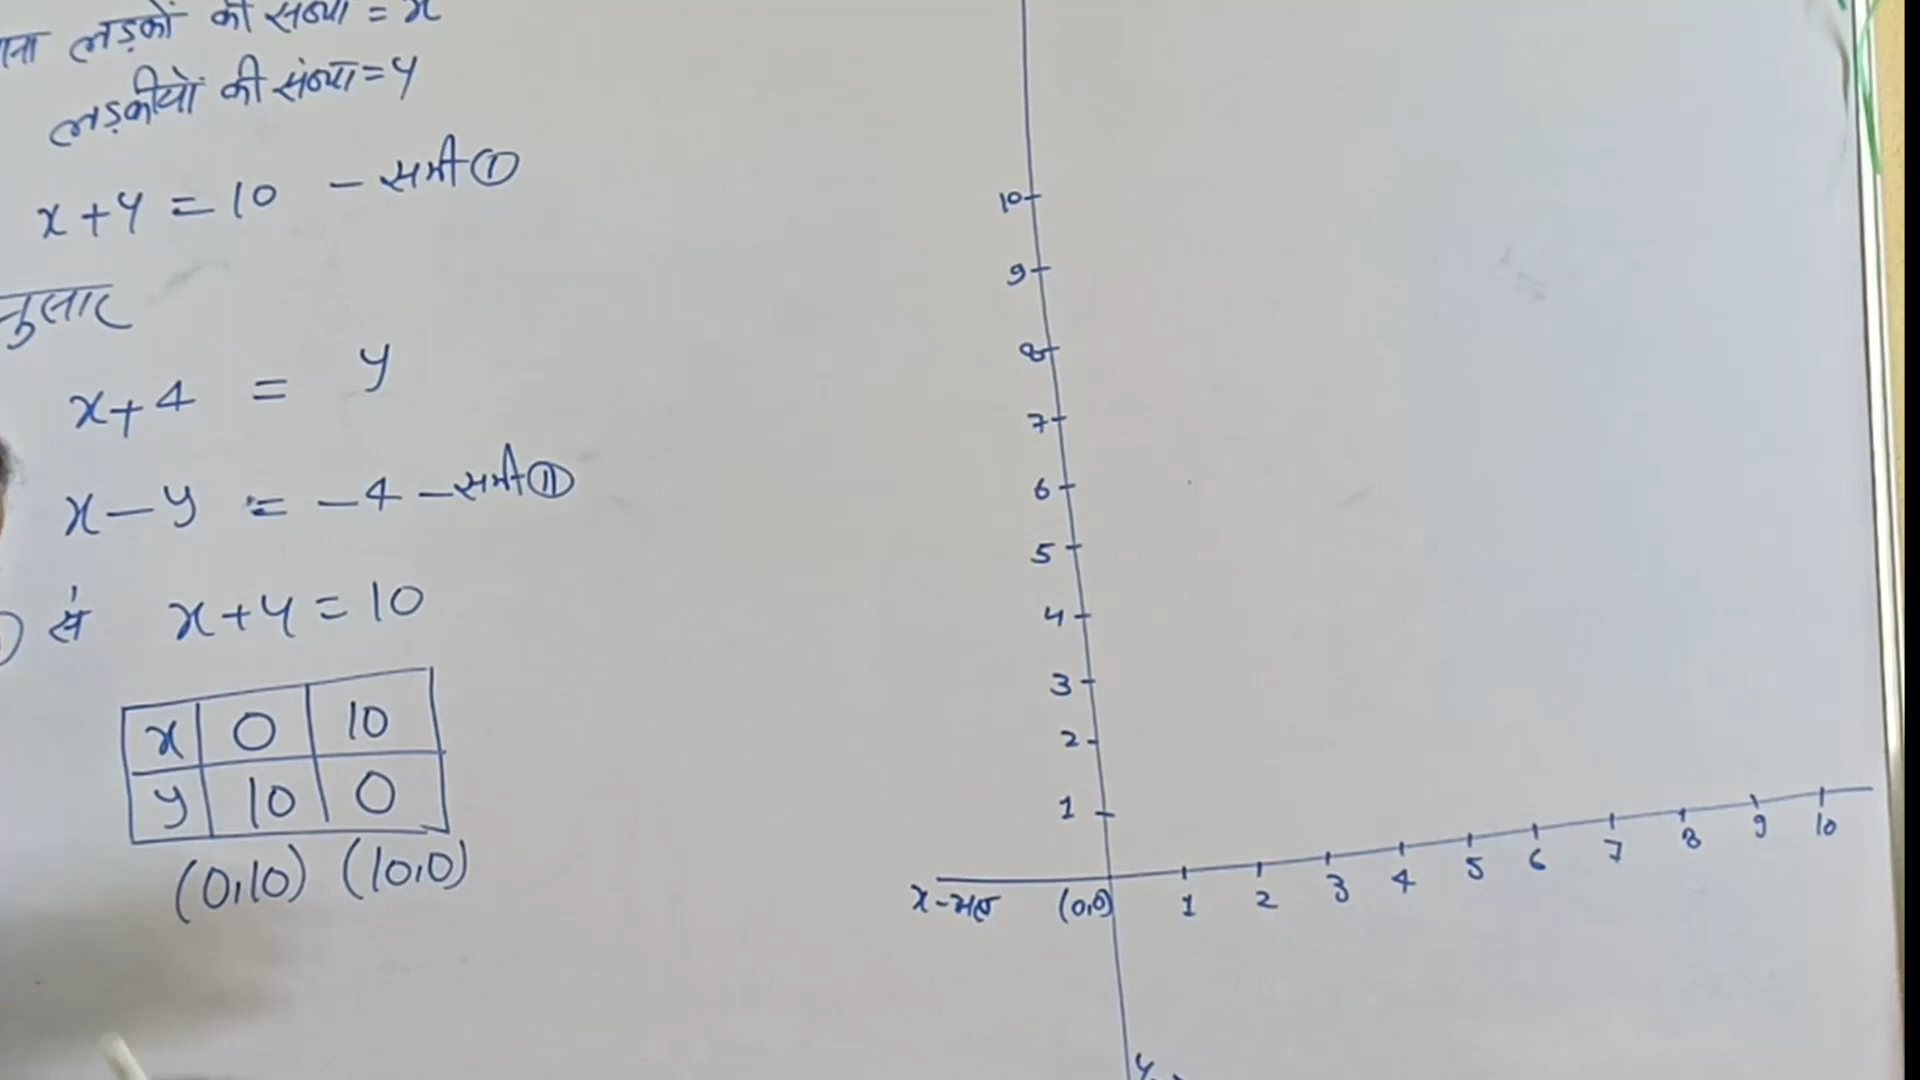 लड़कों की संख्या = x
लड़कीयों की संख्या = y
x + y = 10 - समी ①
नुसार
x + 4 = y
x - y = -4 - समी ⑪
से x + y = 10
x 0 10
y 10 0
(0,10) (10,0)
10
9
8
7
6
5
4
3
2
1
x-अक्ष (0,0) 1 2 3 4 5 6 7 8 9 10
y